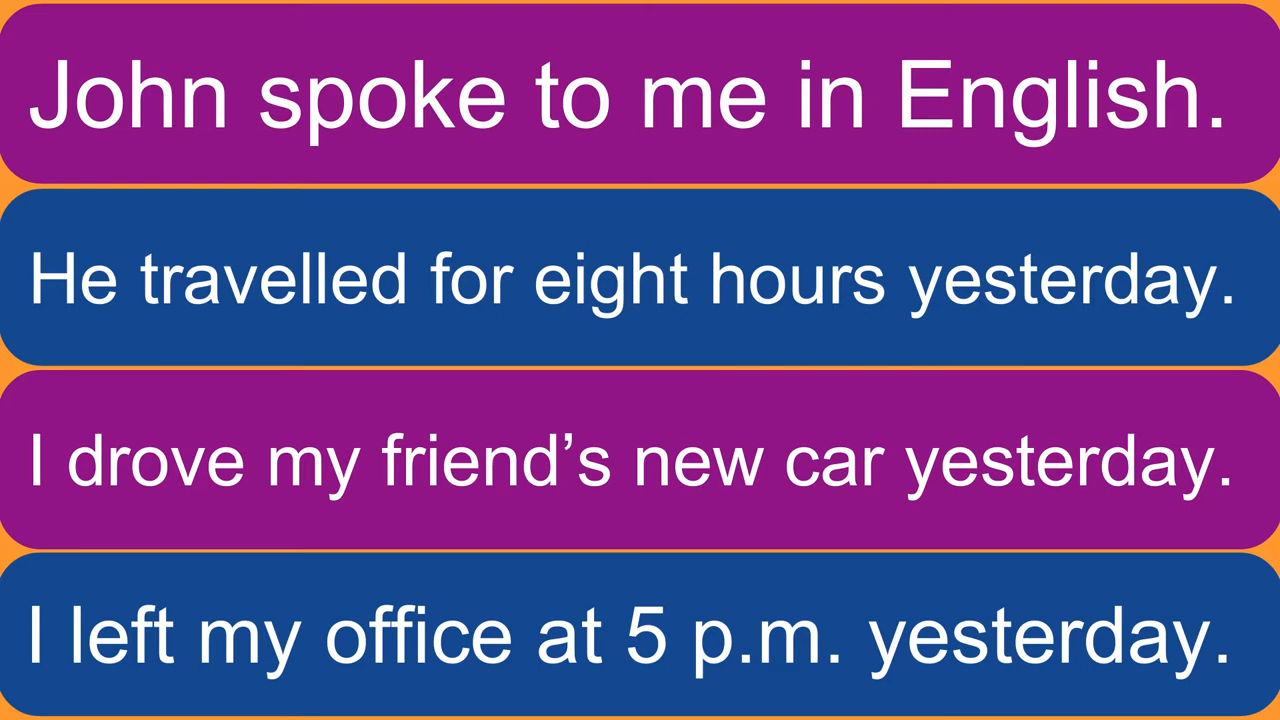 John spoke to me in English.
He travelled for eight hours yesterday.
I drove my friend’s new car yesterday.
I left my office at 5 p.m. yesterday.